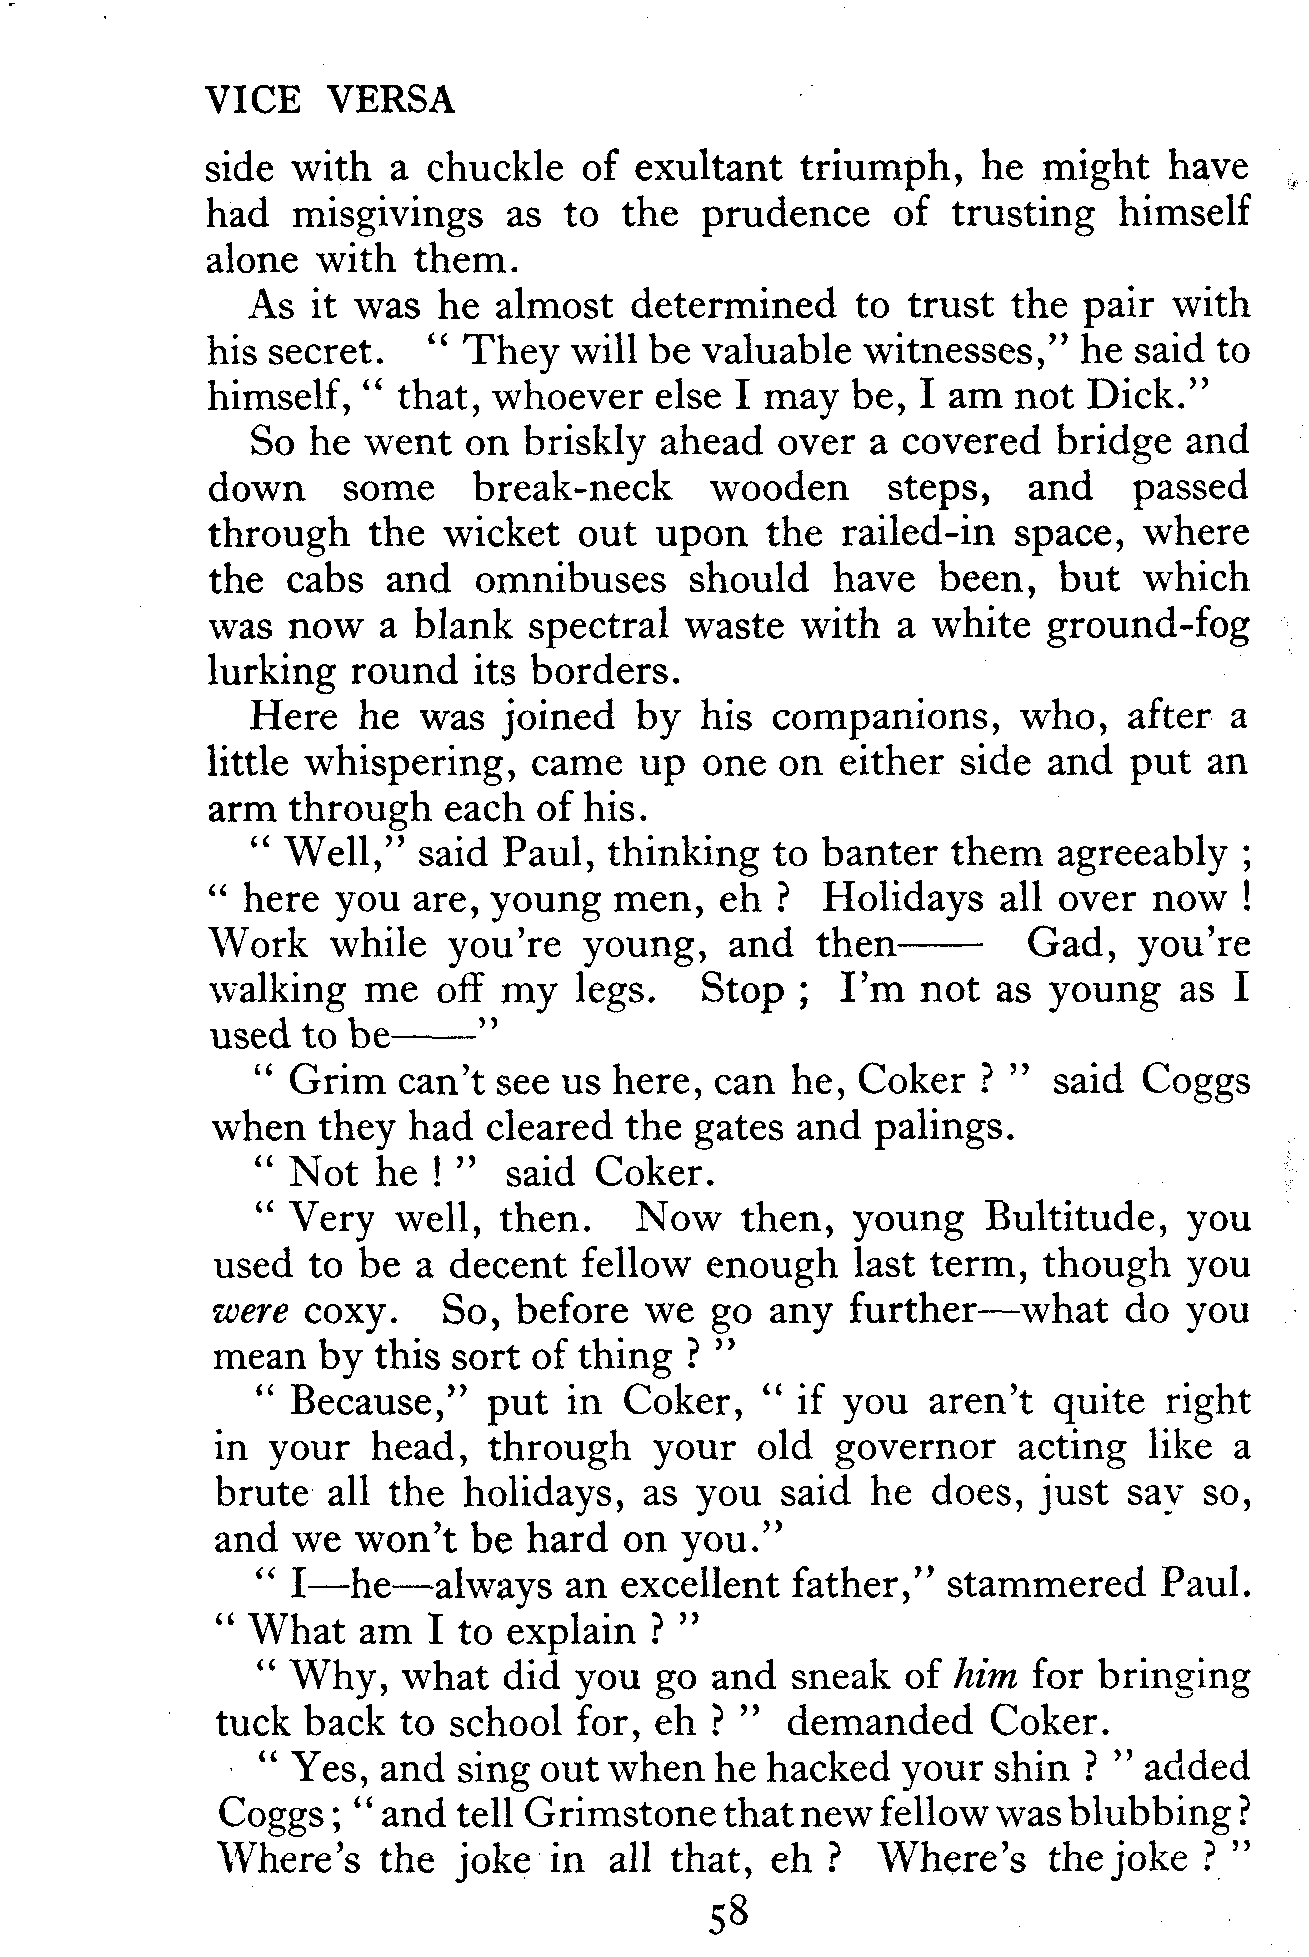 VICE VERSA
side with a chuckle of exultant triumph, he might have
had misgivings as to the prudence of trusting himself
alone with them.
As it was he almost determined to trust the pair with
his secret. “ They will be valuable witnesses,” he said to
himself, “ that, whoever else I may be, I am not Dick.”
So he went on briskly ahead over a covered bridge and
down some break-neck wooden steps, and passed
through the wicket out upon the railed-in space, where
the cabs and omnibuses should have been, but which
was now a blank spectral waste with a white ground-fog
lurking round its borders.
Here he was joined by his companions, who, after a
little whispering, came up one on either side and put an
arm through each of his.
“ Well,” said Paul, thinking to banter them agreeably ;
“ here you are, young men, eh ? Holidays all over now !
Work while you're young, and then—— Gad, you're
walking me off my legs. Stop ; I'm not as young as I
used to be——”
“ Grim can't see us here, can he, Coker ? ” said Coggs
when they had cleared the gates and palings.
“ Not he ! ” said Coker.
“ Very well, then. Now then, young Bultitude, you
used to be a decent fellow enough last term, though you
were coxy. So, before we go any further—what do you
mean by this sort of thing ? ”
“ Because,” put in Coker, “ if you aren't quite right
in your head, through your old governor acting like a
brute all the holidays, as you said he does, just say so,
and we won't be hard on you.”
“ I—he—always an excellent father,” stammered Paul.
“ What am I to explain ? ”
“ Why, what did you go and sneak of him for bringing
tuck back to school for, eh ? ” demanded Coker.
“ Yes, and sing out when he hacked your shin ? ” added
Coggs ; “ and tell Grimstone that new fellow was blubbing ?
Where's the joke in all that, eh ? Where's the joke ? ”
58